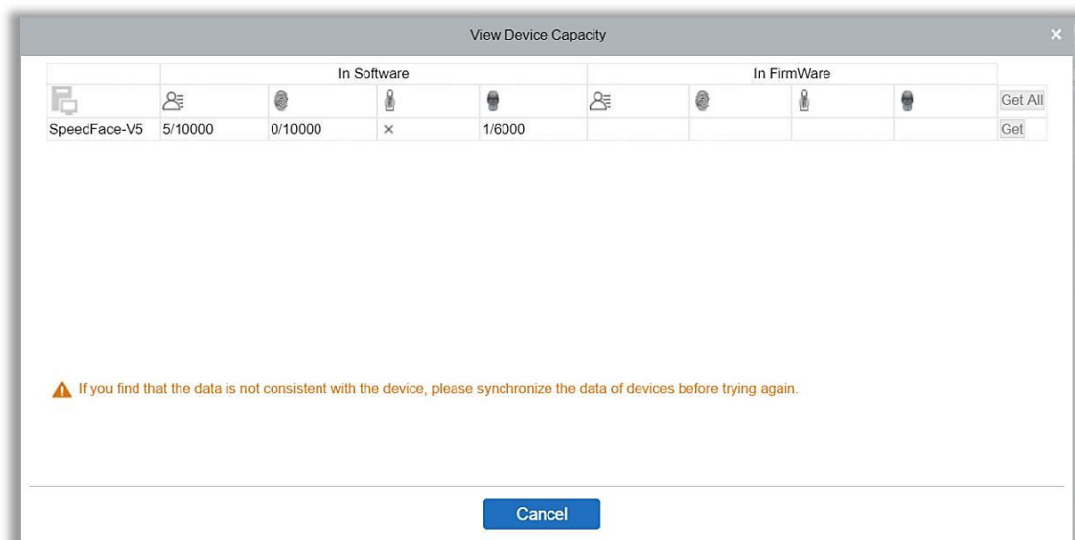 View Device Capacity ×
In Software In FirmWare
Get All
SpeedFace-V5 5/10000 0/10000 × 1/6000 Get
If you find that the data is not consistent with the device, please synchronize the data of devices before trying again.
Cancel